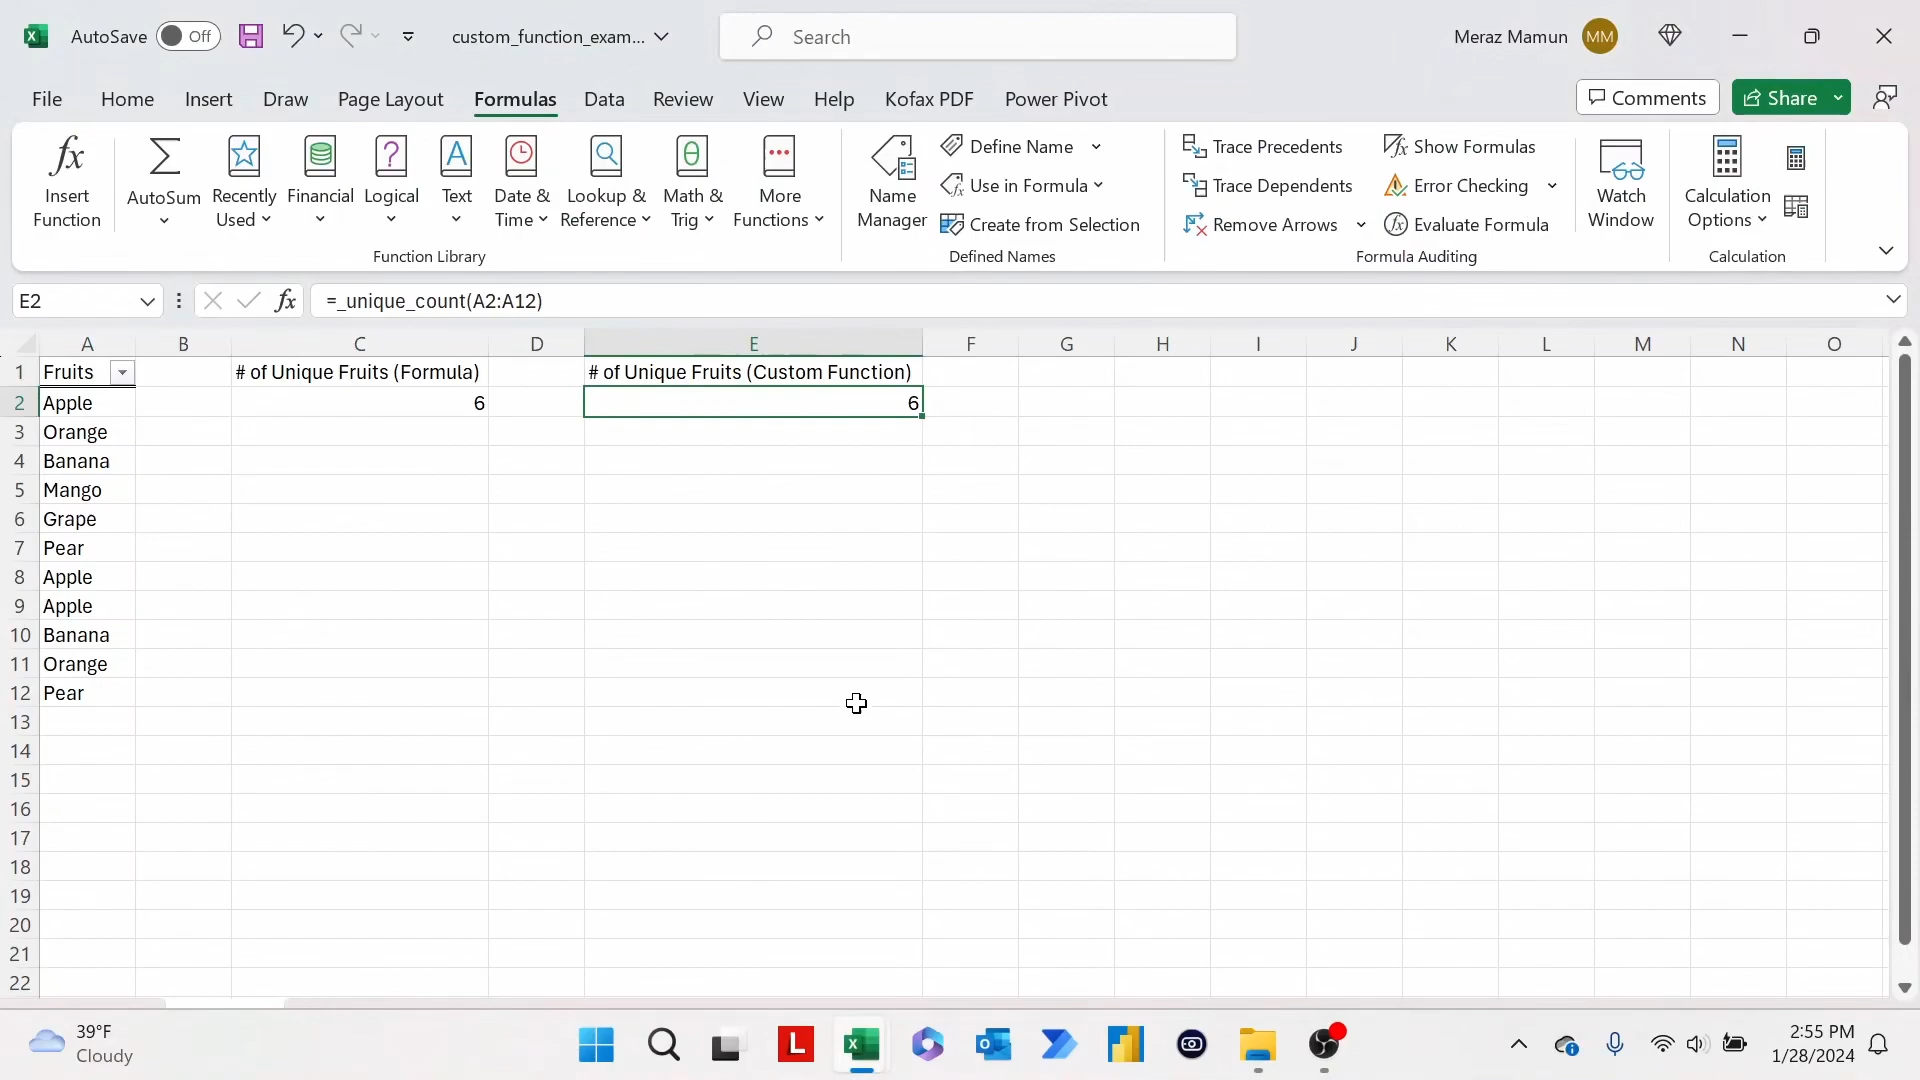 AutoSave Off custom_function_exam... Search Meraz Mamun MM
File Home Insert Draw Page Layout Formulas Data Review View Help Kofax PDF Power Pivot Comments Share
Insert Function
AutoSum
Recently Used
Financial
Logical
Text
Date & Time
Lookup & Reference
Math & Trig
More Functions
Function Library
Name Manager
Define Name
Use in Formula
Create from Selection
Defined Names
Trace Precedents
Trace Dependents
Remove Arrows
Show Formulas
Error Checking
Evaluate Formula
Formula Auditing
Watch Window
Calculation Options
Calculation
E2 fx =_unique_count(A2:A12)
A B C D E F G H I J K L M N O
1 Fruits # of Unique Fruits (Formula) # of Unique Fruits (Custom Function)
2 Apple 6 6
3 Orange
4 Banana
5 Mango
6 Grape
7 Pear
8 Apple
9 Apple
10 Banana
11 Orange
12 Pear
13
14
15
16
17
18
19
20
21
22
39°F
Cloudy
2:55 PM
1/28/2024